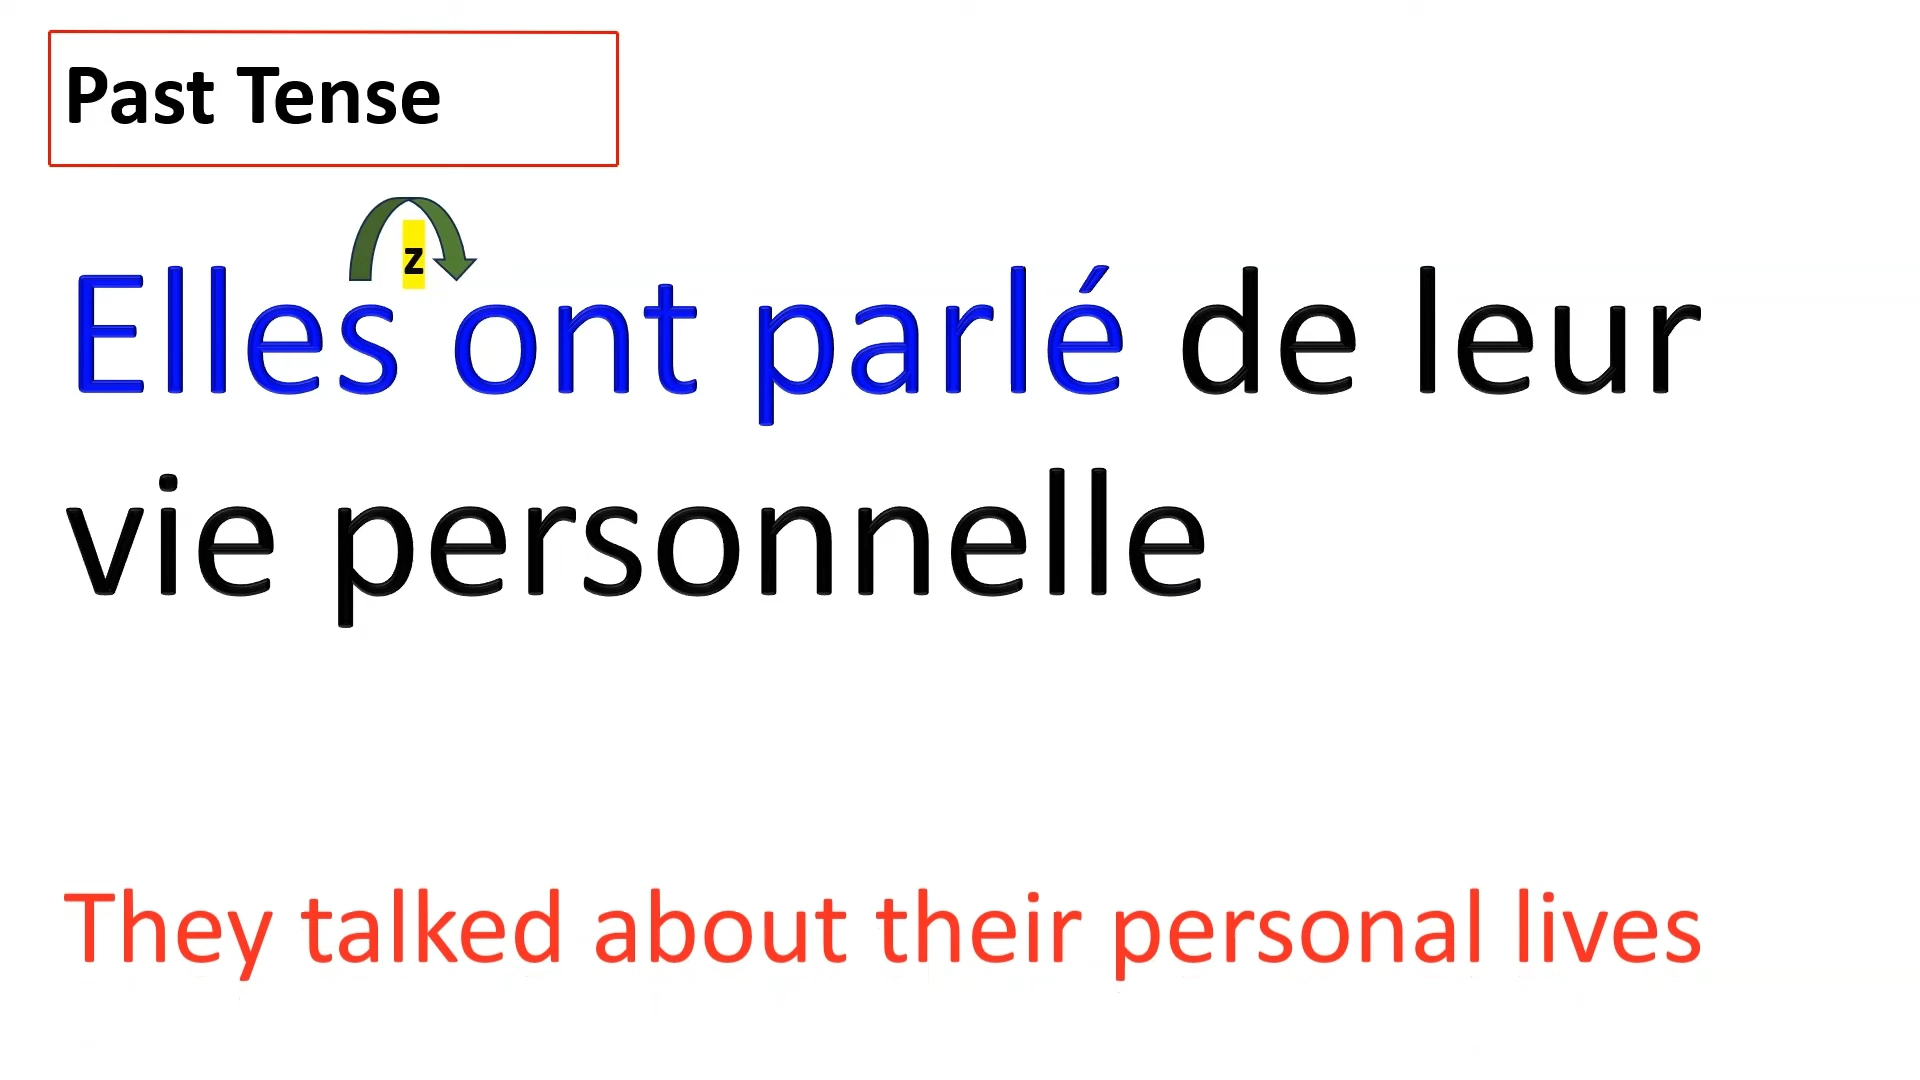 Past Tense
z
Elles ont parlé de leur
vie personnelle
They talked about their personal lives